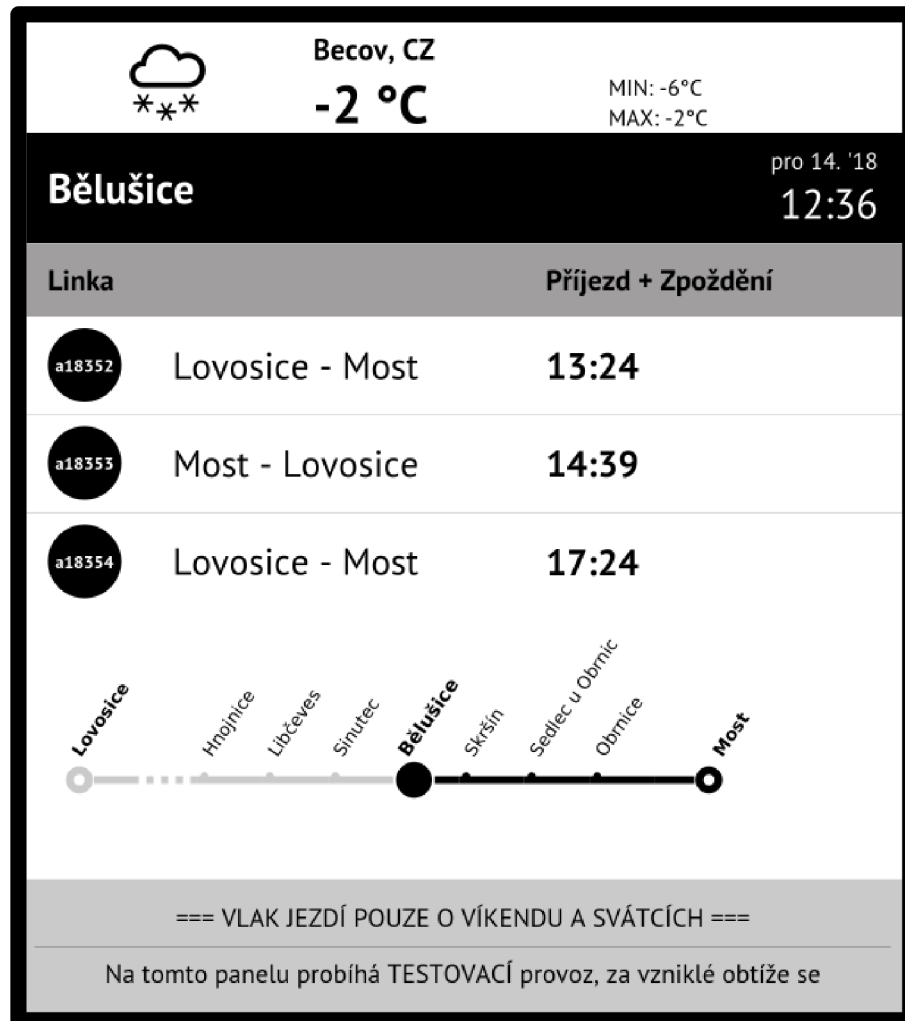 Becov, CZ
-2 °C
MIN: -6°C
MAX: -2°C
Bělušice
pro 14. '18
12:36
Linka Příjezd + Zpoždění
a18352 Lovosice - Most 13:24
a18353 Most - Lovosice 14:39
a18354 Lovosice - Most 17:24
Lovosice
Hnojnice
Libčeves
Sinutec
Bělušice
Skršín
Sedlec u Obrnic
Obrnice
Most
=== VLAK JEZDÍ POUZE O VÍKENDU A SVÁTCÍCH ===
Na tomto panelu probíhá TESTOVACÍ provoz, za vzniklé obtíže se